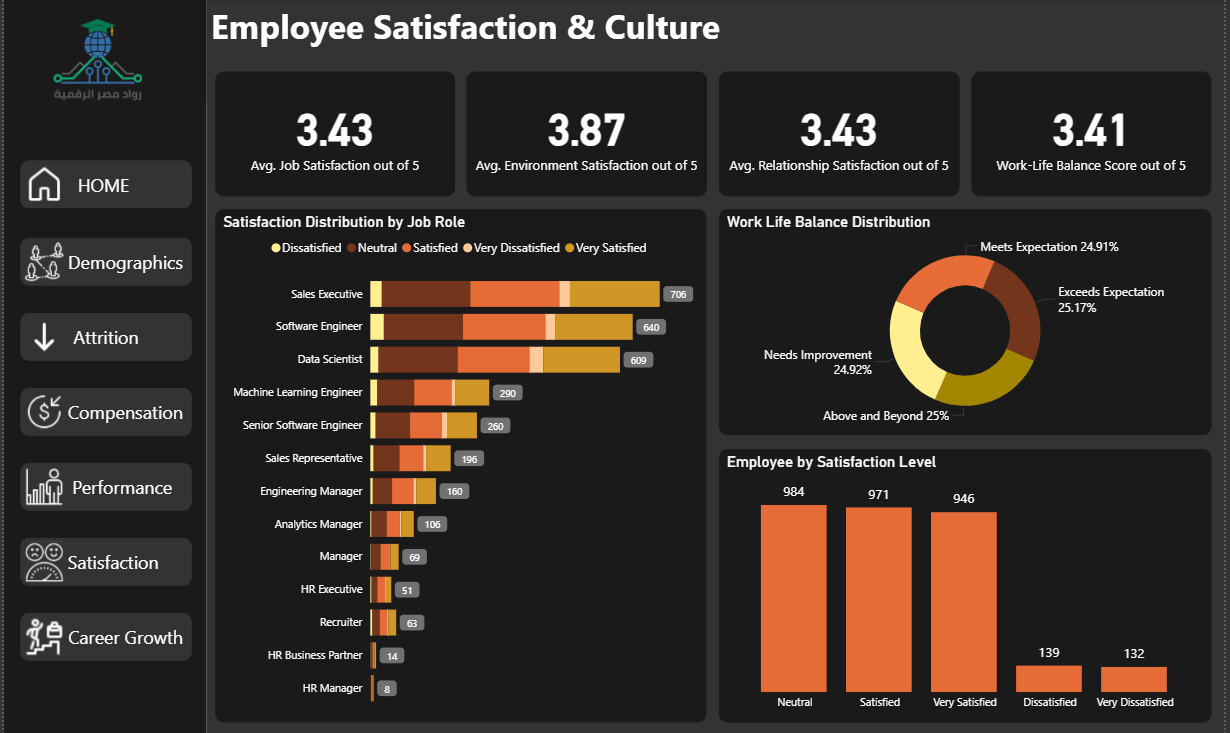 رواد مصر الرقمية
HOME
Demographics
Attrition
Compensation
Performance
Satisfaction
Career Growth
Employee Satisfaction & Culture
3.43
Avg. Job Satisfaction out of 5
3.87
Avg. Environment Satisfaction out of 5
3.43
Avg. Relationship Satisfaction out of 5
3.41
Work-Life Balance Score out of 5
Satisfaction Distribution by Job Role
Dissatisfied Neutral Satisfied Very Dissatisfied Very Satisfied
Sales Executive 706
Software Engineer 640
Data Scientist 609
Machine Learning Engineer 290
Senior Software Engineer 260
Sales Representative 196
Engineering Manager 160
Analytics Manager 106
Manager 69
HR Executive 51
Recruiter 63
HR Business Partner 14
HR Manager 8
Work Life Balance Distribution
Meets Expectation 24.91%
Exceeds Expectation
25.17%
Needs Improvement
24.92%
Above and Beyond 25%
Employee by Satisfaction Level
984 971 946 139 132
Neutral Satisfied Very Satisfied Dissatisfied Very Dissatisfied